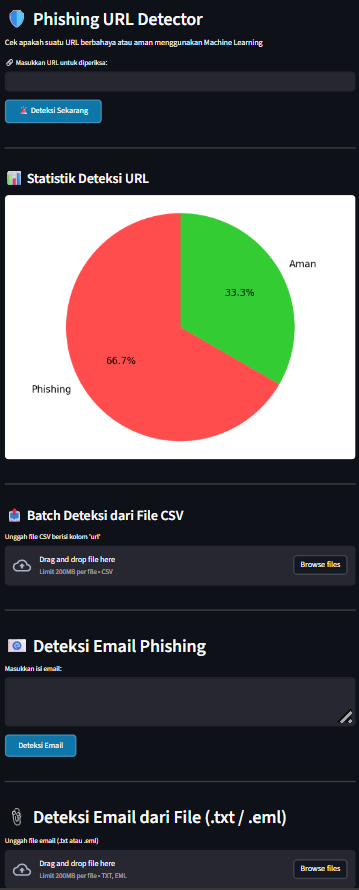 Phishing URL Detector
Cek apakah suatu URL berbahaya atau aman menggunakan Machine Learning
Masukkan URL untuk diperiksa:
Deteksi Sekarang
Statistik Deteksi URL
Aman
33.3%
66.7%
Phishing
Batch Deteksi dari File CSV
Unggah file CSV berisi kolom 'url'
Drag and drop file here
Browse files
Limit 200MB per file • CSV
Deteksi Email Phishing
Masukkan isi email:
Deteksi Email
Deteksi Email dari File (.txt / .eml)
Unggah file email (.txt atau .eml)
Drag and drop file here
Browse files
Limit 200MB per file • TXT, EML